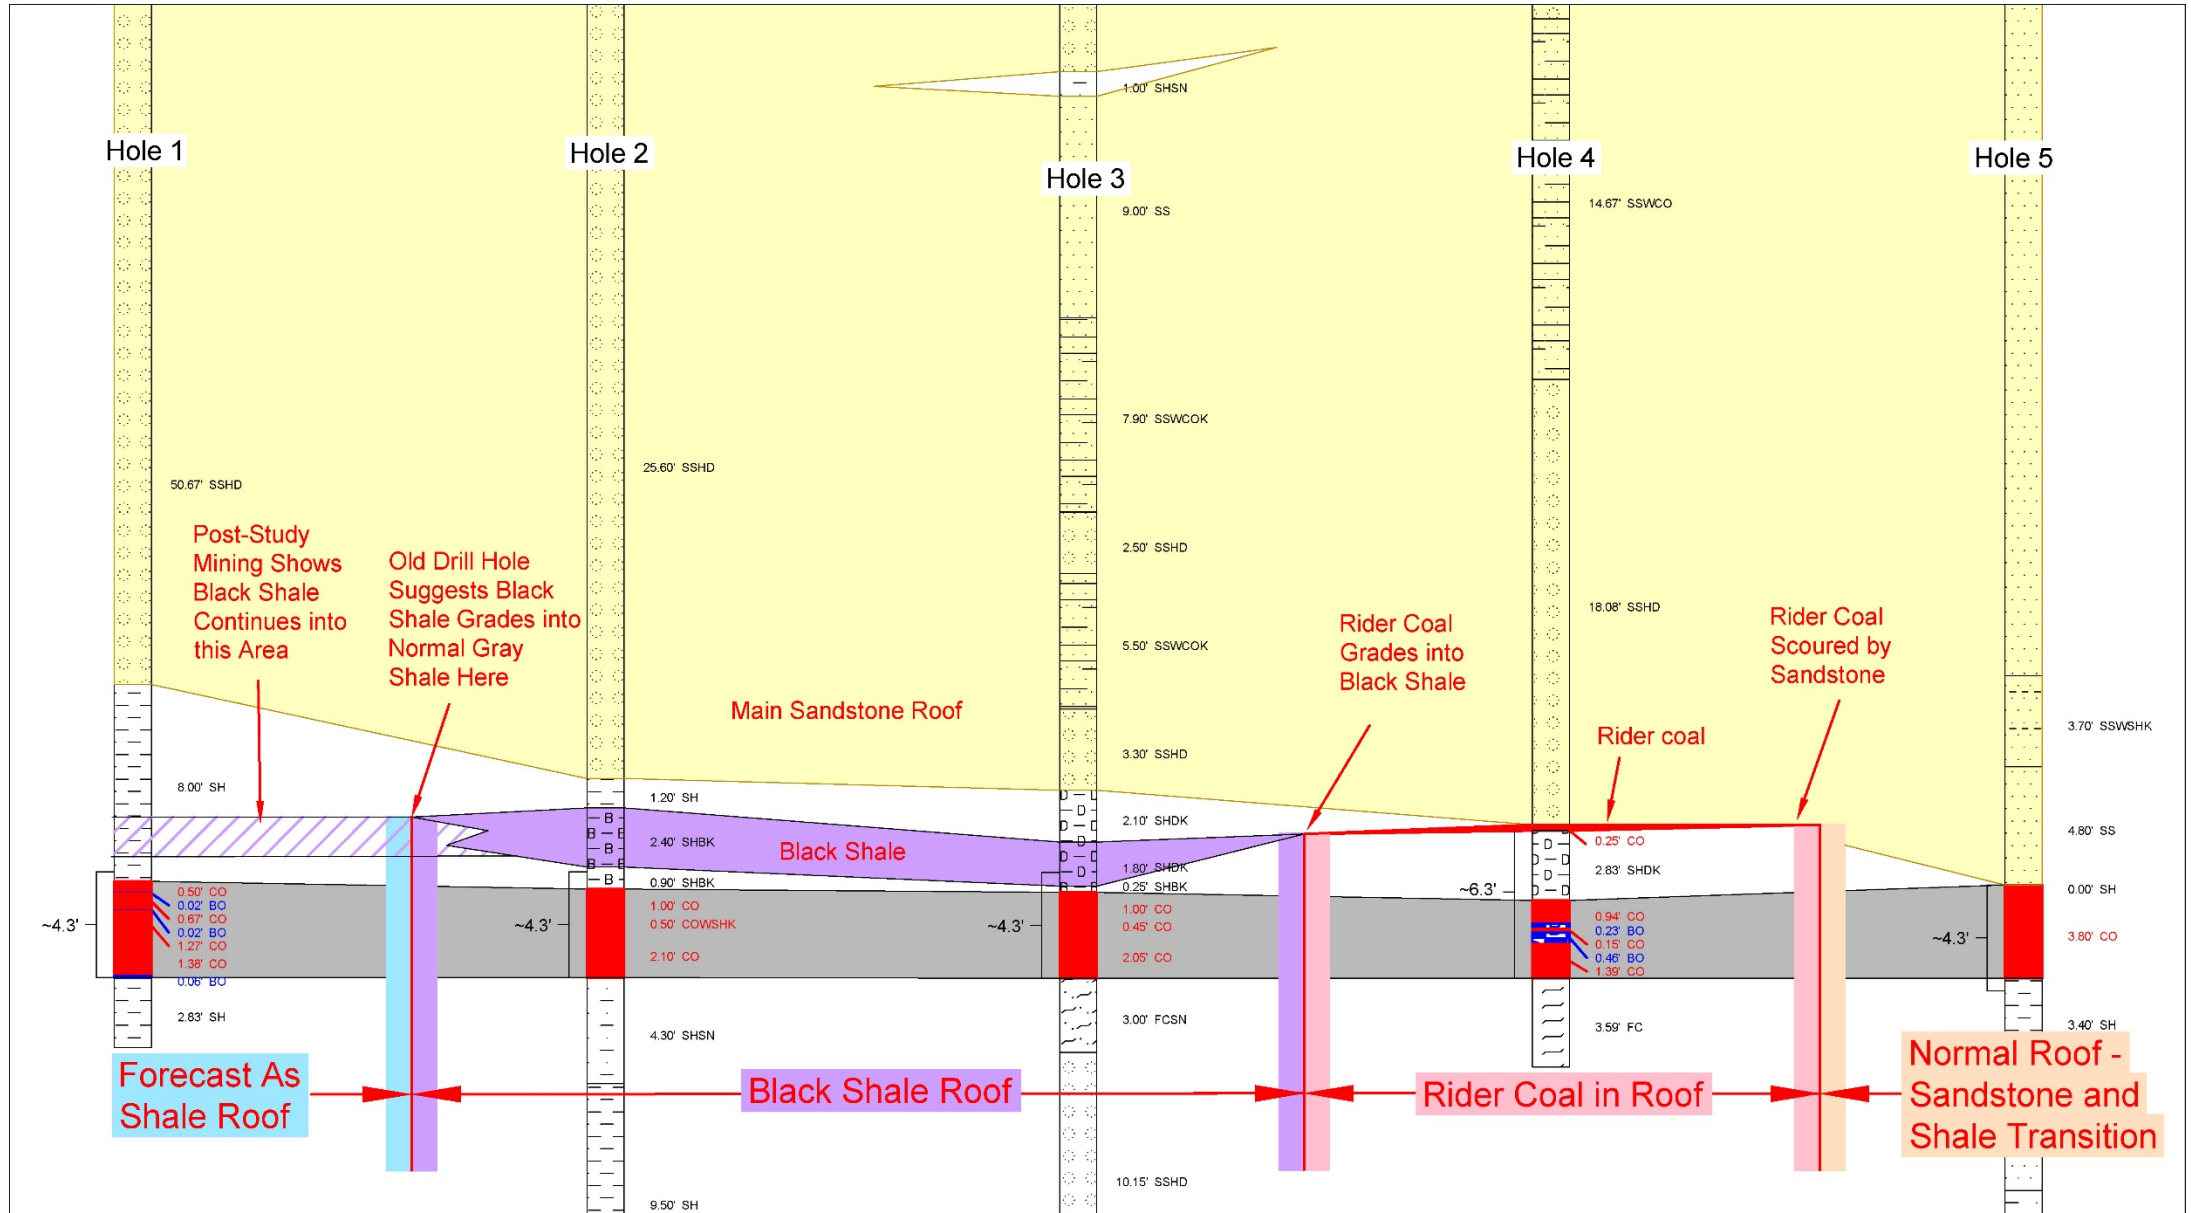 Hole 1
Hole 2
Hole 3
Hole 4
Hole 5
50.67' SSHD
8.00' SH
0.50' CO
0.02' BO
0.67' CO
0.02' BO
1.27' CO
1.38' CO
0.06' BO
2.83' SH
~4.3'
Post-Study
Mining Shows
Black Shale
Continues into
this Area
Old Drill Hole
Suggests Black
Shale Grades into
Normal Gray
Shale Here
25.60' SSHD
1.20' SH
2.40' SHBK
0.90' SHBK
1.00' CO
0.50' COWSHK
2.10' CO
4.30' SHSN
9.50' SH
~4.3'
Main Sandstone Roof
Black Shale
1.00' SHSN
9.00' SS
7.90' SSWCOK
2.50' SSHD
5.50' SSWCOK
3.30' SSHD
2.10' SHDK
1.80' SHDK
0.25' SHBK
1.00' CO
0.45' CO
2.05' CO
3.00' FCSN
10.15' SSHD
~4.3'
Rider Coal
Grades into
Black Shale
14.67' SSWCO
18.08' SSHD
Rider coal
0.25' CO
2.83' SHDK
0.94' CO
0.23' BO
0.15' CO
0.46' BO
1.39' CO
3.59' FC
~6.3'
Rider Coal
Scoured by
Sandstone
3.70' SSWSHK
4.80' SS
0.00' SH
3.80' CO
3.40' SH
~4.3'
Forecast As
Shale Roof
Black Shale Roof
Rider Coal in Roof
Normal Roof -
Sandstone and
Shale Transition